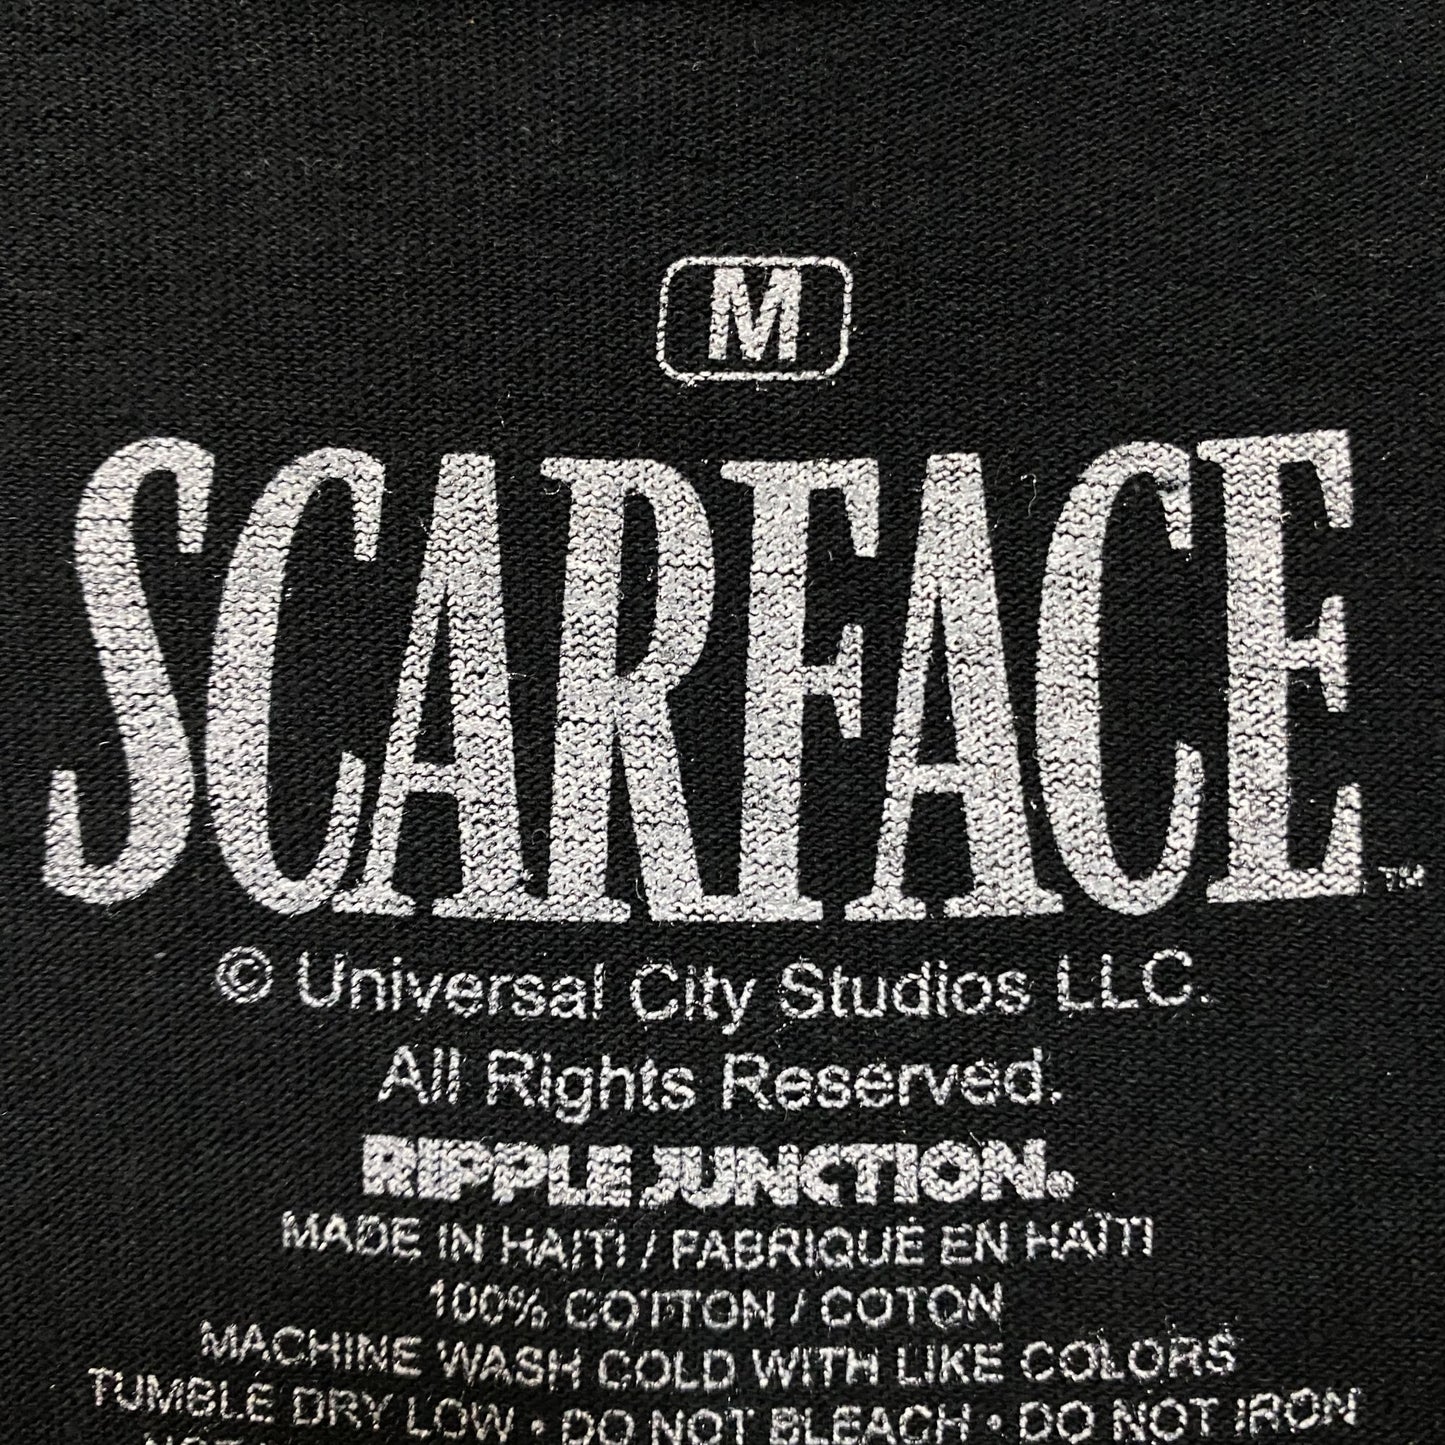 M
SCARFACE™
© Universal City Studios LLC.
All Rights Reserved.
RIPPLE JUNCTION®
MADE IN HAITI / FABRIQUÉ EN HAÏTI
100% COTTON / COTON
MACHINE WASH COLD WITH LIKE COLORS
TUMBLE DRY LOW • DO NOT BLEACH • DO NOT IRON